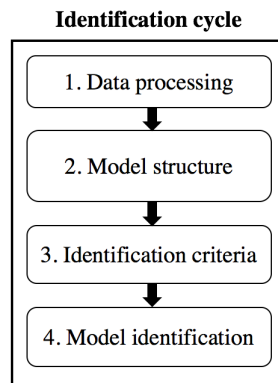 Identification cycle
1. Data processing
2. Model structure
3. Identification criteria
4. Model identification